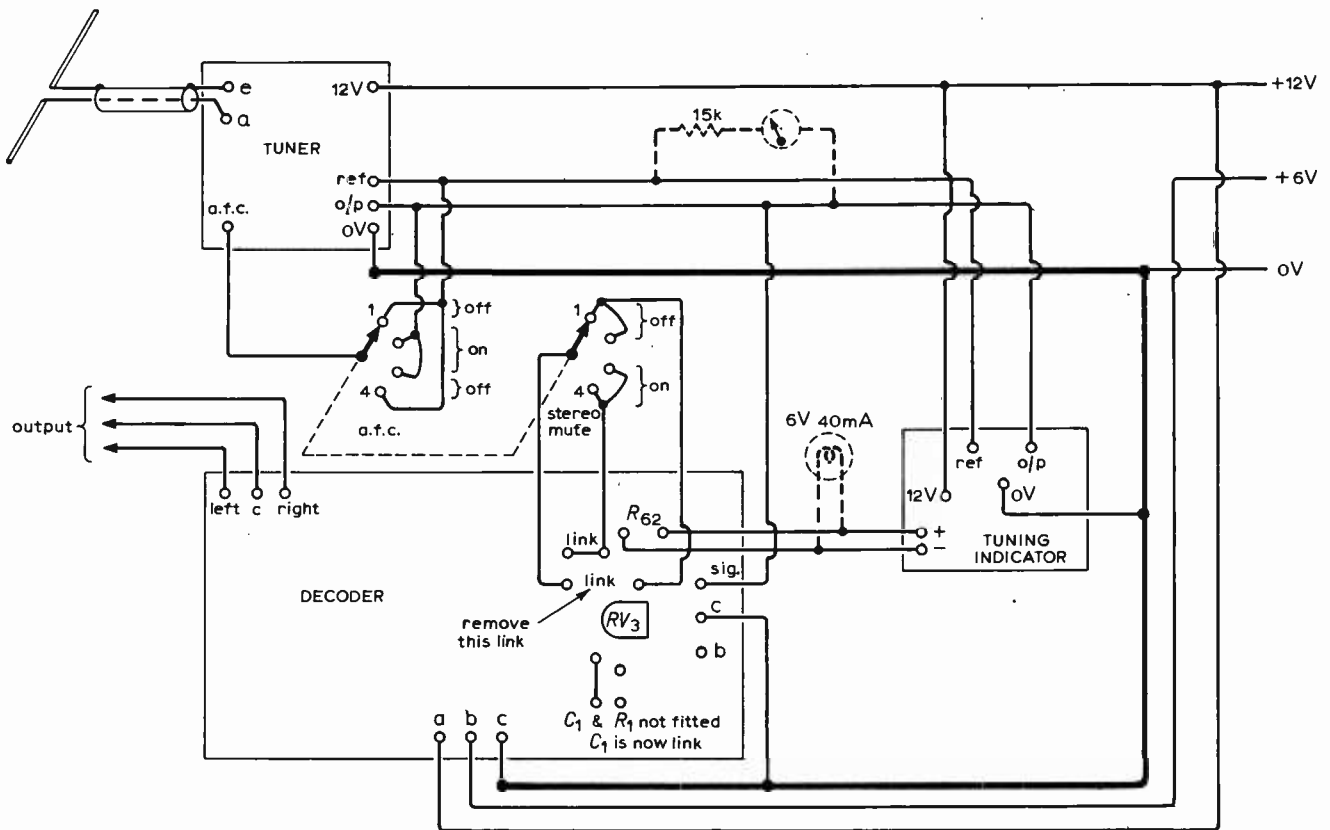 e
12V
+12V
a
15k
TUNER
ref
+6V
a.f.c.
o/p
0V
0V
1
off
on
4
off
a.f.c.
1
off
on
4
stereo
mute
output
6V 40mA
ref
o/p
12V
0V
+
−
TUNING
INDICATOR
left c right
R62
link
link
sig.
DECODER
remove
this link
RV3
c
b
C1 & R1 not fitted
C1 is now link
a b c